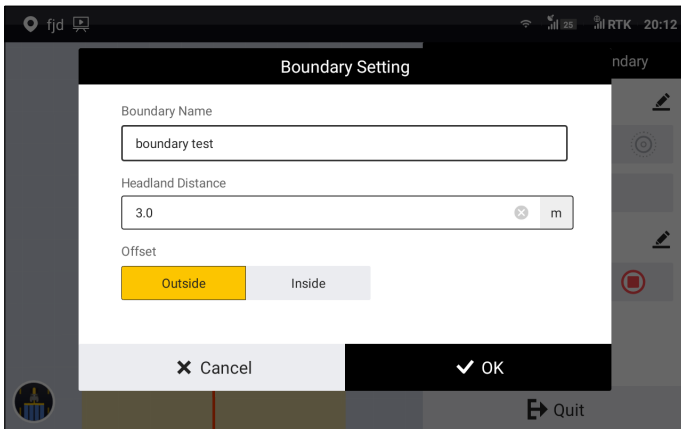 fjd
25 RTK 20:12
Boundary Setting
ndary
Boundary Name
boundary test
Headland Distance
3.0 m
Offset
Outside Inside
Cancel OK
Quit